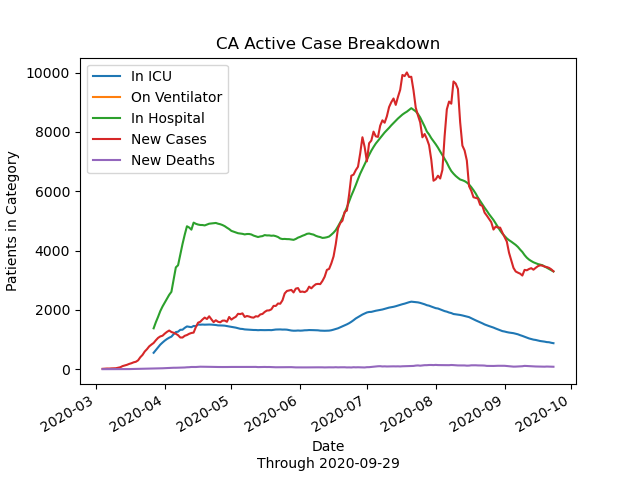 CA Active Case Breakdown
In ICU
On Ventilator
In Hospital
New Cases
New Deaths
10000
8000
6000
4000
2000
0
Patients in Category
2020-03
2020-04
2020-05
2020-06
2020-07
2020-08
2020-09
2020-10
Date
Through 2020-09-29